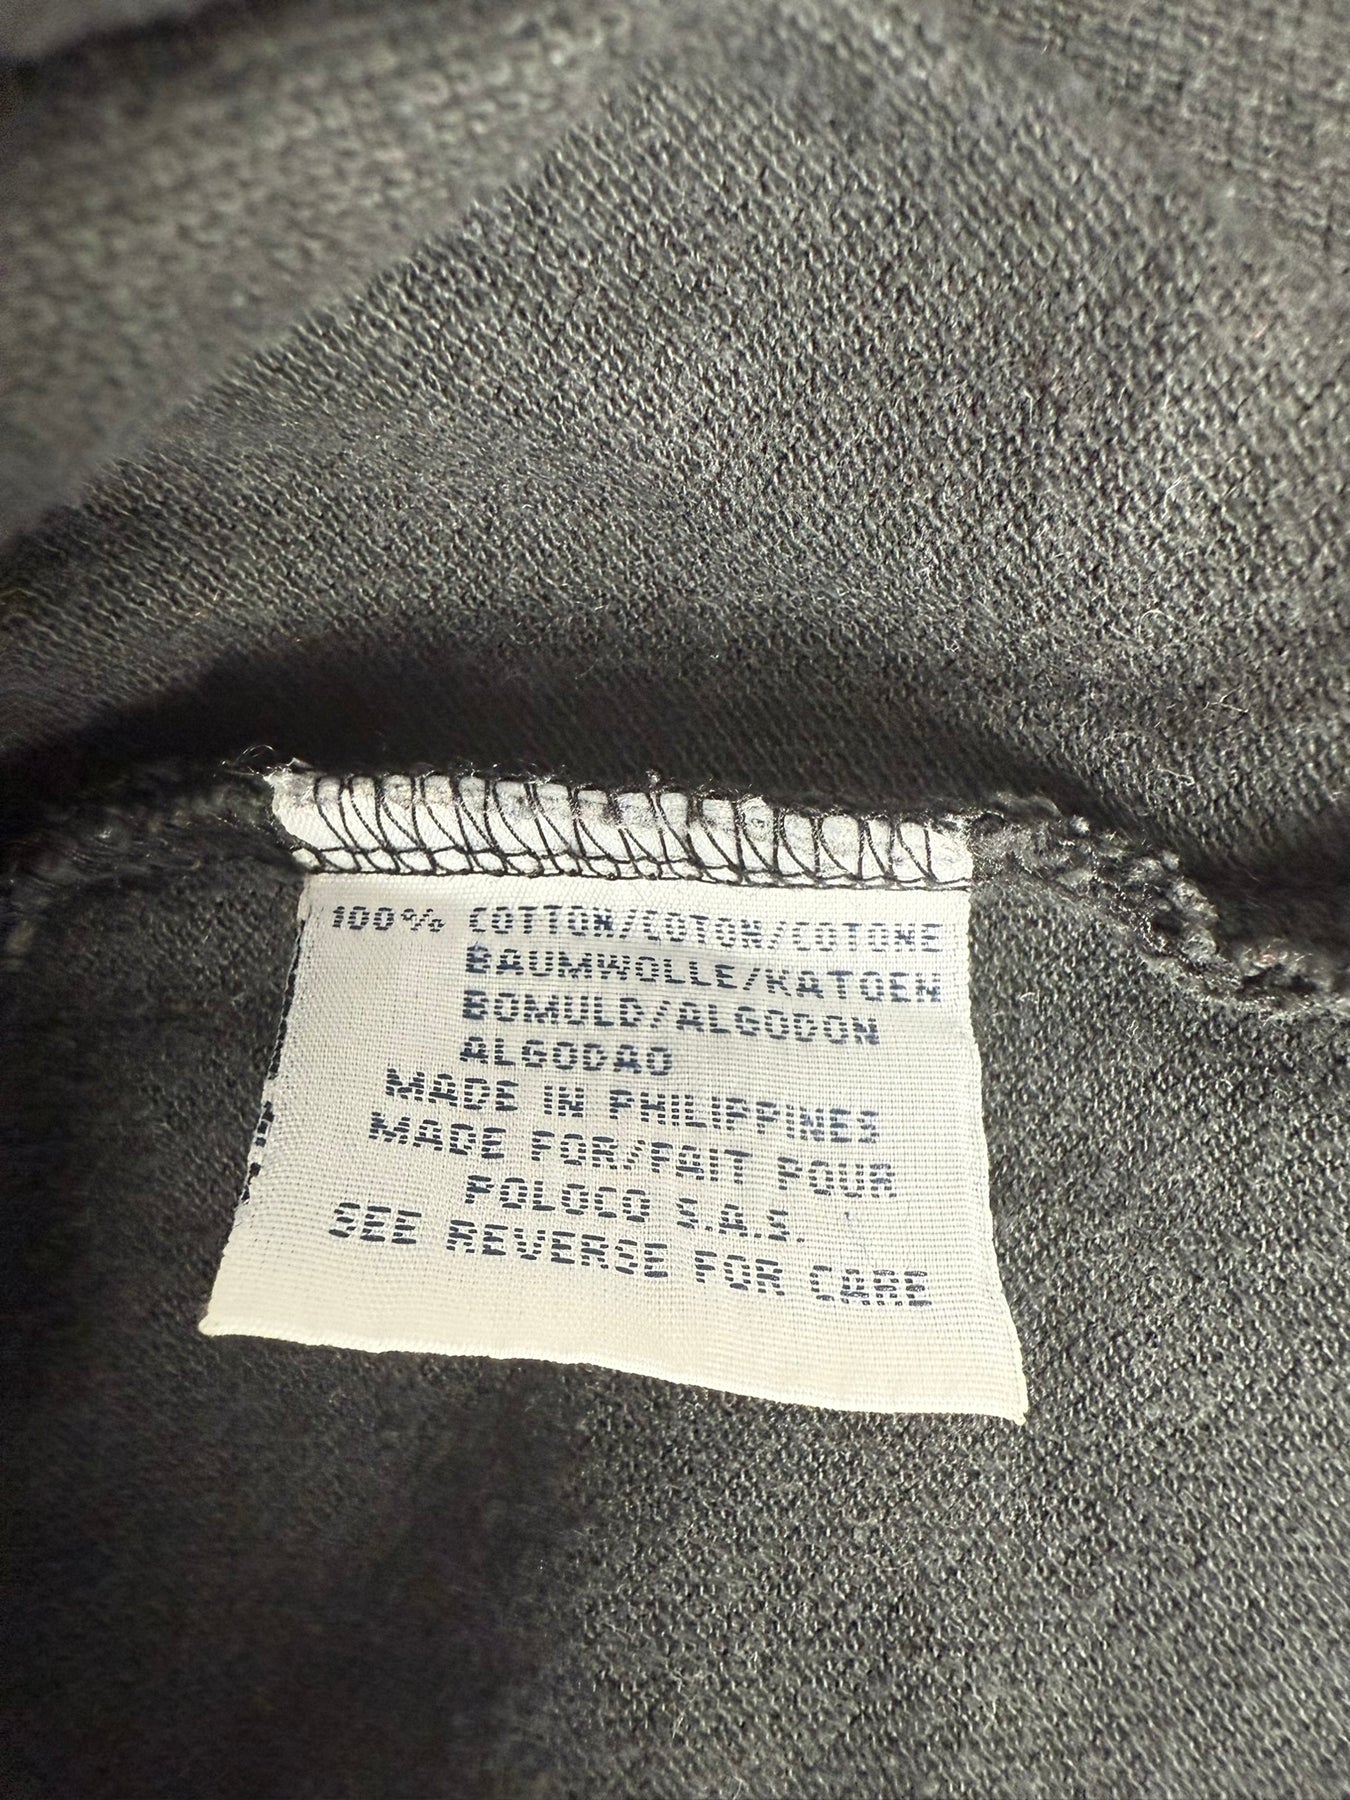 100% COTTON/COTON/COTONE
BAUMWOLLE/KATOEN
BOMULD/ALGODON
ALGODAO
MADE IN PHILIPPINES
MADE FOR/FAIT POUR
POLOCO S.A.S.
SEE REVERSE FOR CARE